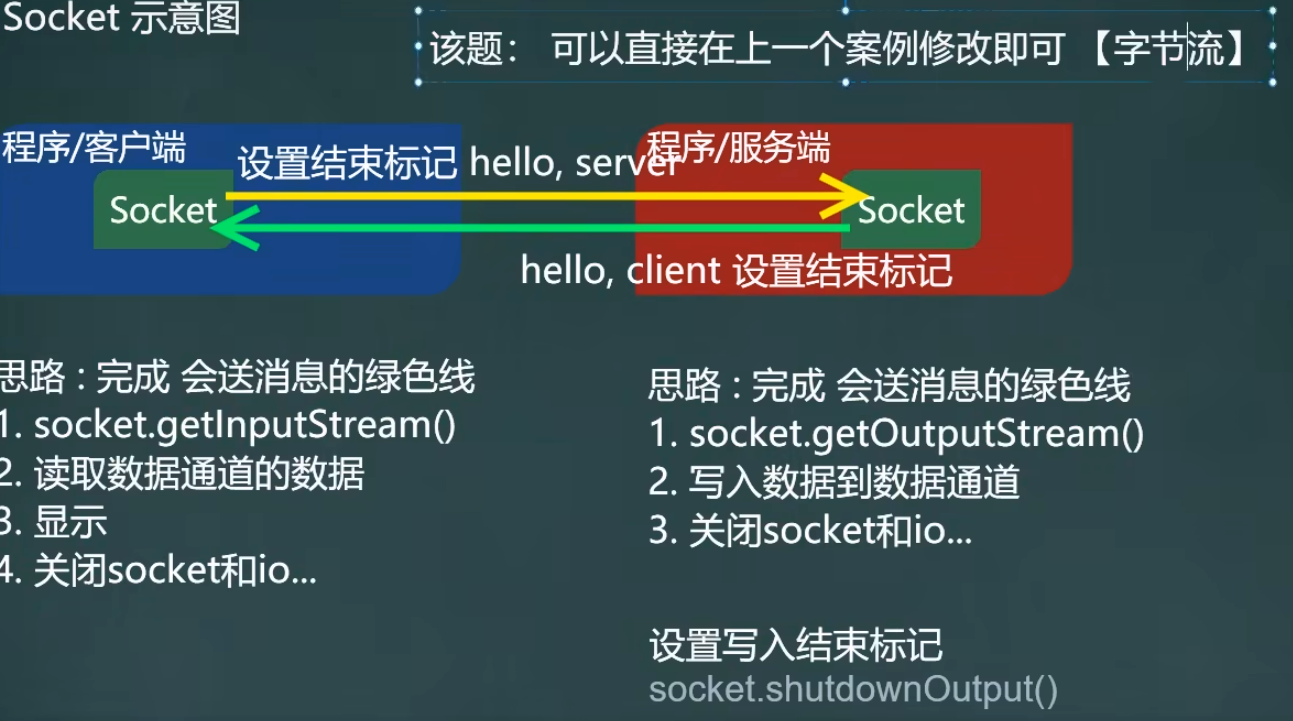 Socket 示意图
该题： 可以直接在上一个案例修改即可 【字节流】
程序/客户端
程序/服务端
设置结束标记 hello, server
Socket
Socket
hello, client 设置结束标记
思路 : 完成 会送消息的绿色线
1. socket.getInputStream()
2. 读取数据通道的数据
3. 显示
4. 关闭socket和io...
思路 : 完成 会送消息的绿色线
1. socket.getOutputStream()
2. 写入数据到数据通道
3. 关闭socket和io...
设置写入结束标记
socket.shutdownOutput()